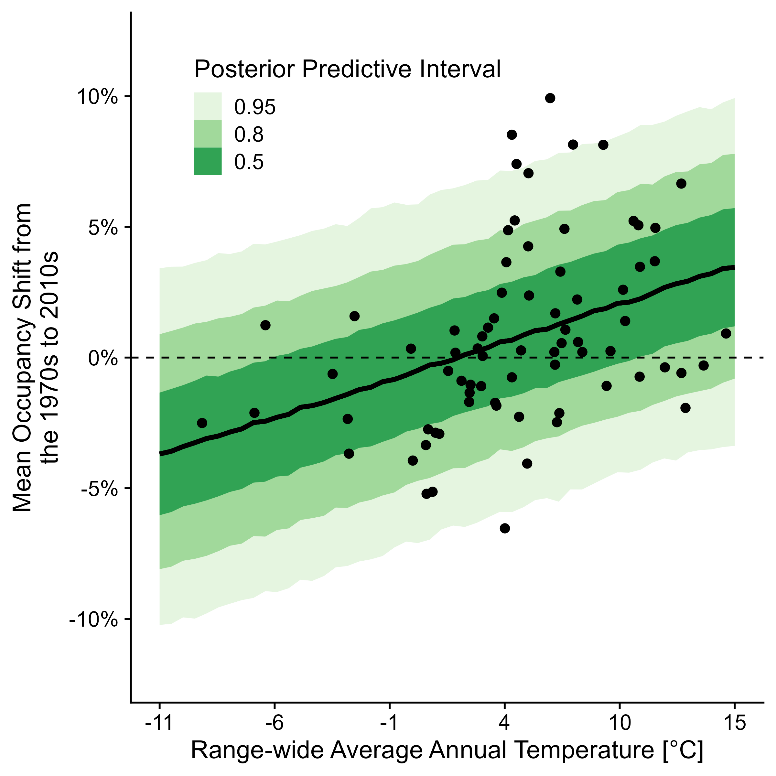 Posterior Predictive Interval
0.95
0.8
0.5
10%
5%
0%
-5%
-10%
Mean Occupancy Shift from
the 1970s to 2010s
-11 -6 -1 4 10 15
Range-wide Average Annual Temperature [°C]